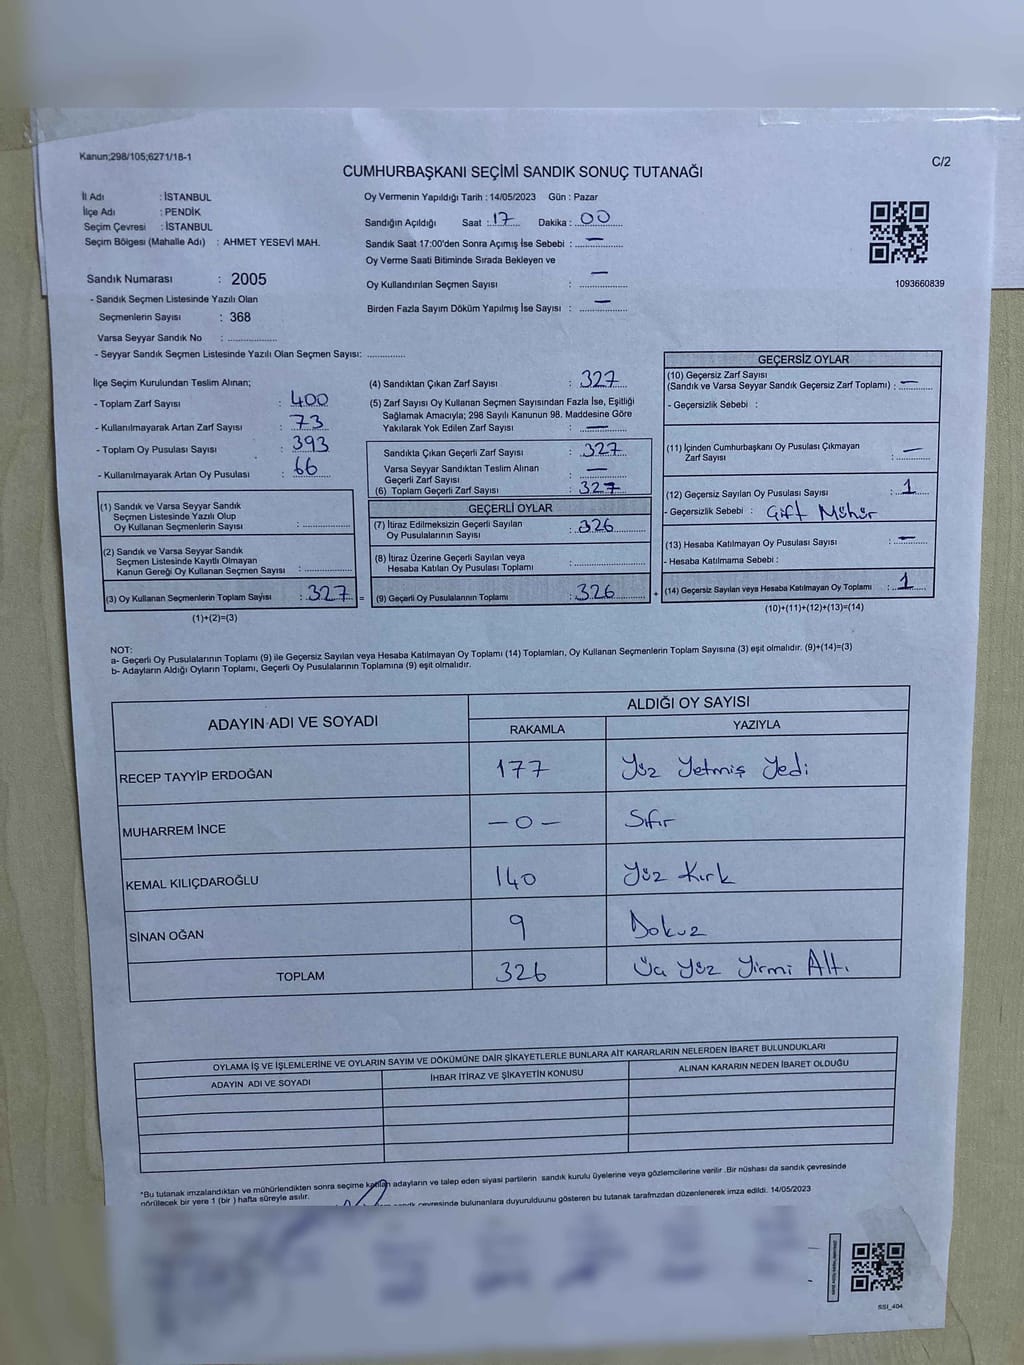 Kanun;298/105;6271/18-1
C/2
CUMHURBAŞKANI SEÇİMİ SANDIK SONUÇ TUTANAĞI
İl Adı : İSTANBUL
İlçe Adı : PENDİK
Seçim Çevresi : İSTANBUL
Seçim Bölgesi (Mahalle Adı) : AHMET YESEVİ MAH.
Oy Vermenin Yapıldığı Tarih : 14/05/2023 Gün : Pazar
Sandığın Açıldığı Saat : 17 Dakika : 00
Sandık Saat 17:00'den Sonra Açımış İse Sebebi : —
Oy Verme Saati Bitiminde Sırada Bekleyen ve
Oy Kullandırılan Seçmen Sayısı : —
Birden Fazla Sayım Döküm Yapılmış İse Sayısı : —
1093660839
Sandık Numarası : 2005
- Sandık Seçmen Listesinde Yazılı Olan
Seçmenlerin Sayısı : 368
Varsa Seyyar Sandık No : ..................
- Seyyar Sandık Seçmen Listesinde Yazılı Olan Seçmen Sayısı: ..............
İlçe Seçim Kurulundan Teslim Alınan;
- Toplam Zarf Sayısı : 400
- Kullanılmayarak Artan Zarf Sayısı : 73
- Toplam Oy Pusulası Sayısı : 393
- Kullanılmayarak Artan Oy Pusulası : 66
(1) Sandık ve Varsa Seyyar Sandık
Seçmen Listesinde Yazılı Olup
Oy Kullanan Seçmenlerin Sayısı : ..................
(2) Sandık ve Varsa Seyyar Sandık
Seçmen Listesinde Kayıtlı Olmayan
Kanun Gereği Oy Kullanan Seçmen Sayısı : ..................
(3) Oy Kullanan Seçmenlerin Toplam Sayısı : 327 =
(1)+(2)=(3)
(4) Sandıktan Çıkan Zarf Sayısı : 327
(5) Zarf Sayısı Oy Kullanan Seçmen Sayısından Fazla İse, Eşitliği
Sağlamak Amacıyla; 298 Sayılı Kanunun 98. Maddesine Göre
Yakılarak Yok Edilen Zarf Sayısı : —
Sandıkta Çıkan Geçerli Zarf Sayısı : 327
Varsa Seyyar Sandıktan Teslim Alınan
Geçerli Zarf Sayısı : —
(6) Toplam Geçerli Zarf Sayısı : 327
GEÇERLİ OYLAR
(7) İtiraz Edilmeksizin Geçerli Sayılan
Oy Pusulalarının Sayısı : 326
(8) İtiraz Üzerine Geçerli Sayılan veya
Hesaba Katılan Oy Pusulası Toplamı : ..................
(9) Geçerli Oy Pusulalarının Toplamı : 326 +
GEÇERSİZ OYLAR
(10) Geçersiz Zarf Sayısı
(Sandık ve Varsa Seyyar Sandık Geçersiz Zarf Toplamı) : —
- Geçersizlik Sebebi :
(11) İçinden Cumhurbaşkanı Oy Pusulası Çıkmayan
Zarf Sayısı : —
(12) Geçersiz Sayılan Oy Pusulası Sayısı : 1
- Geçersizlik Sebebi : Çift Mühür
(13) Hesaba Katılmayan Oy Pusulası Sayısı : —
- Hesaba Katılmama Sebebi :
(14) Geçersiz Sayılan veya Hesaba Katılmayan Oy Toplamı : 1
(10)+(11)+(12)+(13)=(14)
NOT:
a- Geçerli Oy Pusulalarının Toplamı (9) ile Geçersiz Sayılan veya Hesaba Katılmayan Oy Toplamı (14) Toplamları, Oy Kullanan Seçmenlerin Toplam Sayısına (3) eşit olmalıdır. (9)+(14)=(3)
b- Adayların Aldığı Oyların Toplamı, Geçerli Oy Pusulalarının Toplamına (9) eşit olmalıdır.
ADAYIN ADI VE SOYADI ALDIĞI OY SAYISI
RAKAMLA YAZIYLA
RECEP TAYYİP ERDOĞAN 177 Yüz Yetmiş Yedi
MUHARREM İNCE — 0 — Sıfır
KEMAL KILIÇDAROĞLU 140 Yüz Kırk
SİNAN OĞAN 9 Dokuz
TOPLAM 326 Üç Yüz Yirmi Altı
OYLAMA İŞ VE İŞLEMLERİNE VE OYLARIN SAYIM VE DÖKÜMÜNE DAİR ŞİKAYETLERLE BUNLARA AİT KARARLARIN NELERDEN İBARET BULUNDUKLARI
ADAYIN ADI VE SOYADI İHBAR İTİRAZ VE ŞİKAYETİN KONUSU ALINAN KARARIN NEDEN İBARET OLDUĞU
*Bu tutanak imzalandıktan ve mühürlendikten sonra seçime katılan adayların ve talep eden siyasi partilerin sandık kurulu üyelerine veya gözlemcilerine verilir .Bir nüshası da sandık çevresinde
görülecek bir yere 1 (bir ) hafta süreyle asılır.
sandık çevresinde bulunanlara duyurulduunu gösteren bu tutanak tarafımızdan düzenlenerek imza edildi. 14/05/2023
SSI_404